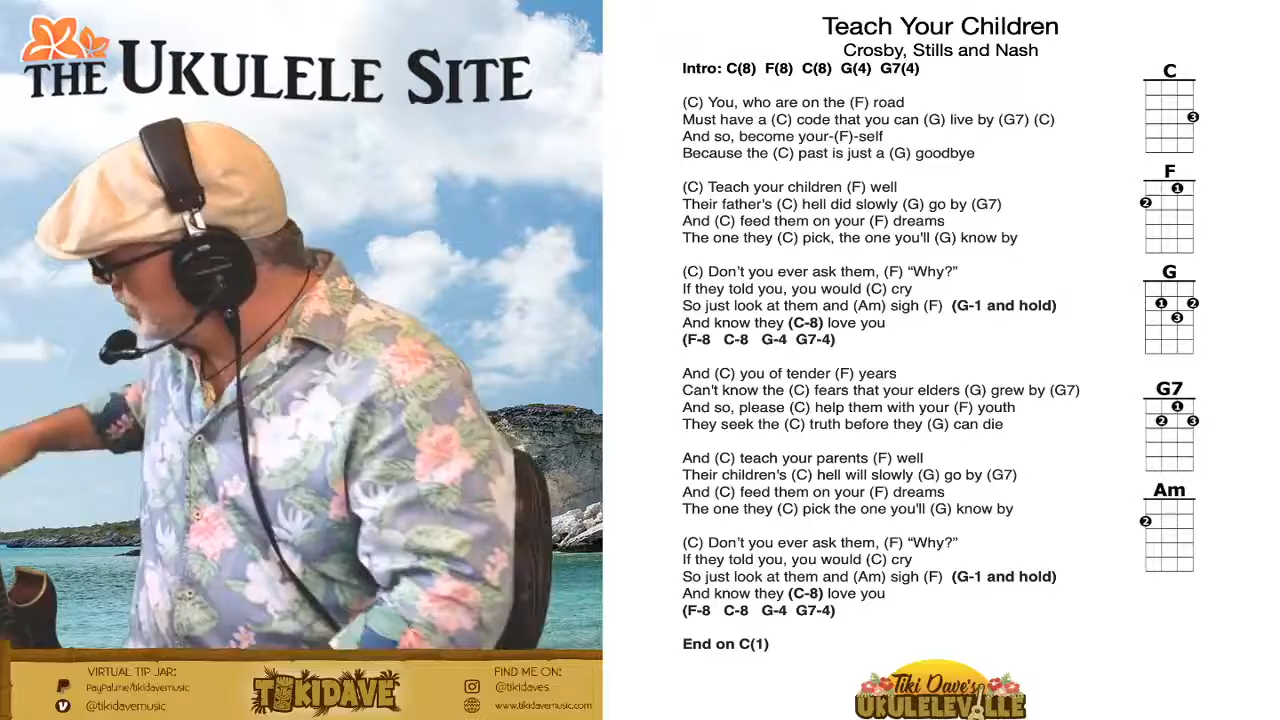 THE UKULELE SITE
VIRTUAL TIP JAR:
PayPal.me/tikidavemusic
@tikidavemusic
TIKIDAVE
FIND ME ON:
@tikidaves
www.tikidavemusic.com
Teach Your Children
Crosby, Stills and Nash
Intro: C(8) F(8) C(8) G(4) G7(4)
(C) You, who are on the (F) road
Must have a (C) code that you can (G) live by (G7) (C)
And so, become your-(F)-self
Because the (C) past is just a (G) goodbye
(C) Teach your children (F) well
Their father's (C) hell did slowly (G) go by (G7)
And (C) feed them on your (F) dreams
The one they (C) pick, the one you'll (G) know by
(C) Don’t you ever ask them, (F) “Why?”
If they told you, you would (C) cry
So just look at them and (Am) sigh (F) (G-1 and hold)
And know they (C-8) love you
(F-8 C-8 G-4 G7-4)
And (C) you of tender (F) years
Can't know the (C) fears that your elders (G) grew by (G7)
And so, please (C) help them with your (F) youth
They seek the (C) truth before they (G) can die
And (C) teach your parents (F) well
Their children's (C) hell will slowly (G) go by (G7)
And (C) feed them on your (F) dreams
The one they (C) pick the one you'll (G) know by
(C) Don’t you ever ask them, (F) “Why?”
If they told you, you would (C) cry
So just look at them and (Am) sigh (F) (G-1 and hold)
And know they (C-8) love you
(F-8 C-8 G-4 G7-4)
End on C(1)
C
3
F
1
2
G
1 2
3
G7
1
2 3
Am
2
Tiki Dave's
UKULELEVILLE